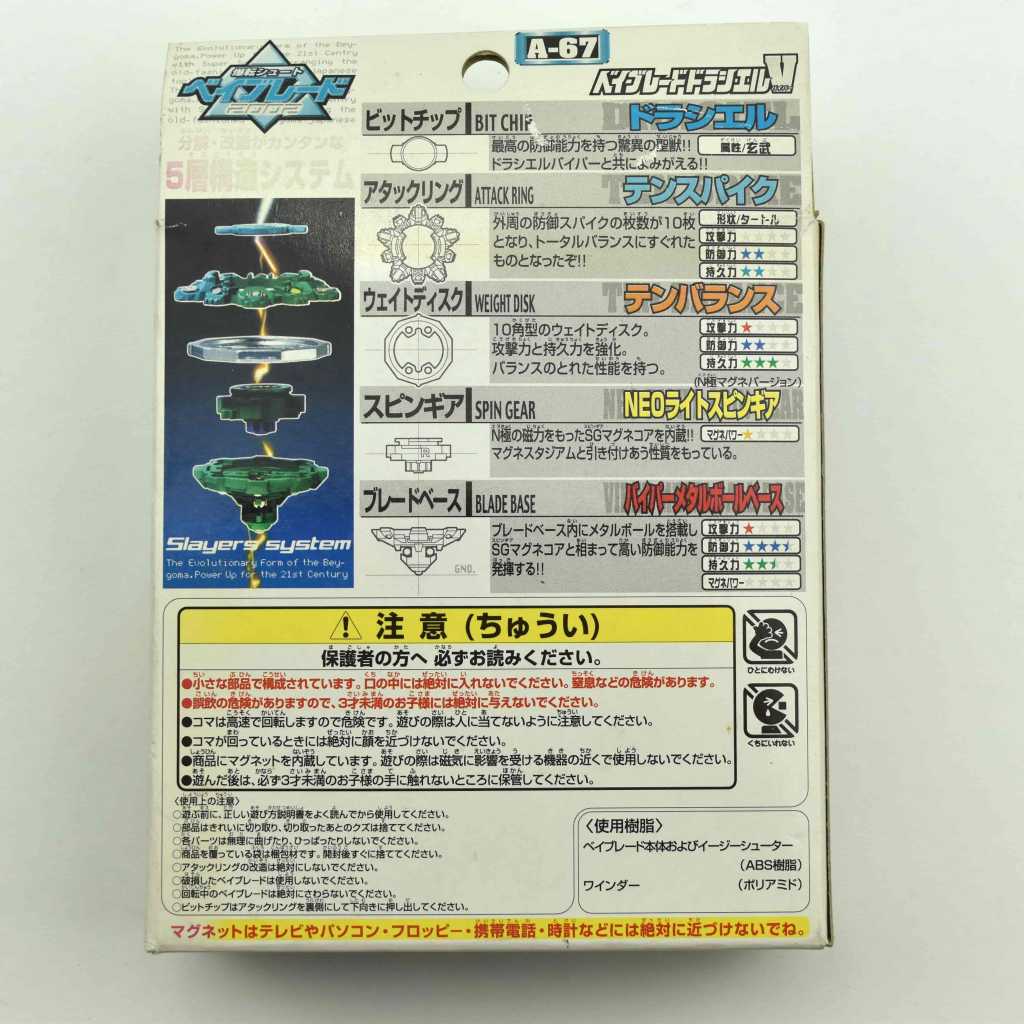 The Evolutionary Form of the Bey-
goma.Power Up for the 21st Centry
爆転シュート
ベイブレード
2002
分解・改造がカンタンな
5層構造システム
A-67
ベイブレードドラシエルV
ビットチップ BIT CHIP ドラシエル
最高の防御能力を持つ驚異の聖獣!!
ドラシエルバイパーと共によみがえる!!
属性/玄武
アタックリング ATTACK RING テンスパイク
外周の防御スパイクの枚数が10枚
となり、トータルバランスにすぐれた
ものとなったぞ!!
形状/タートル
攻撃力 ★★★★
防御力 ★★★★
持久力 ★★★★
ウェイトディスク WEIGHT DISK テンバランス
10角型のウェイトディスク。
攻撃力と持久力を強化。
バランスのとれた性能を持つ。
攻撃力 ★★★★
防御力 ★★★★
持久力 ★★★★
(N極マグネバージョン)
スピンギア SPIN GEAR NEOライトスピンギア
N極の磁力をもったSGマグネコアを内蔵!!
マグネスタジアムと引き付けあう性質をもっている。
マグネパワー ★★★★
ブレードベース BLADE BASE バイパーメタルボールベース
ブレードベース内にメタルボールを搭載し
SGマグネコアと相まって高い防御能力を
発揮する!!
攻撃力 ★★★★
防御力 ★★★★
持久力 ★★★★
マグネパワー ★★★★
GNO.
Slayers system
The Evolutionary Form of the Bey-
goma.Power Up for the 21st Century
注意 (ちゅうい)
保護者の方へ 必ずお読みください。
●小さな部品で構成されています。口の中には絶対に入れないでください。窒息などの危険があります。
●誤飲の危険がありますので、3才未満のお子様には絶対に与えないでください。
●コマは高速で回転しますので危険です。遊びの際は人に当てないように注意してください。
●コマが回っているときには絶対に顔を近づけないでください。
●商品にマグネットを内蔵しています。遊びの際は磁気に影響を受ける機器の近くで使用しないでください。
●遊んだ後は、必ず3才未満のお子様の手に触れないところに保管してください。
ひとにむけない
くちにいれない
〈使用上の注意〉
○遊ぶ前に、正しい遊び方説明書をよく読んでから使用してください。
○部品はきれいに切り取り、切り取ったあとのクズは捨ててください。
○各パーツは無理に曲げたり、ひっぱったりしないでください。
○商品を覆っている袋は梱包材です。開封後すぐに捨ててください。
○アタックリングの改造は絶対にしないでください。
○破損したベイブレードは使用しないでください。
○回転中のベイブレードは絶対にさわらないでください。
○ビットチップはアタックリングを裏側にして下向きに押し出してください。
〈使用樹脂〉
ベイブレード本体およびイージーシューター
(ABS樹脂)
ワインダー (ポリアミド)
マグネットはテレビやパソコン・フロッピー・携帯電話・時計などには絶対に近づけないでね。